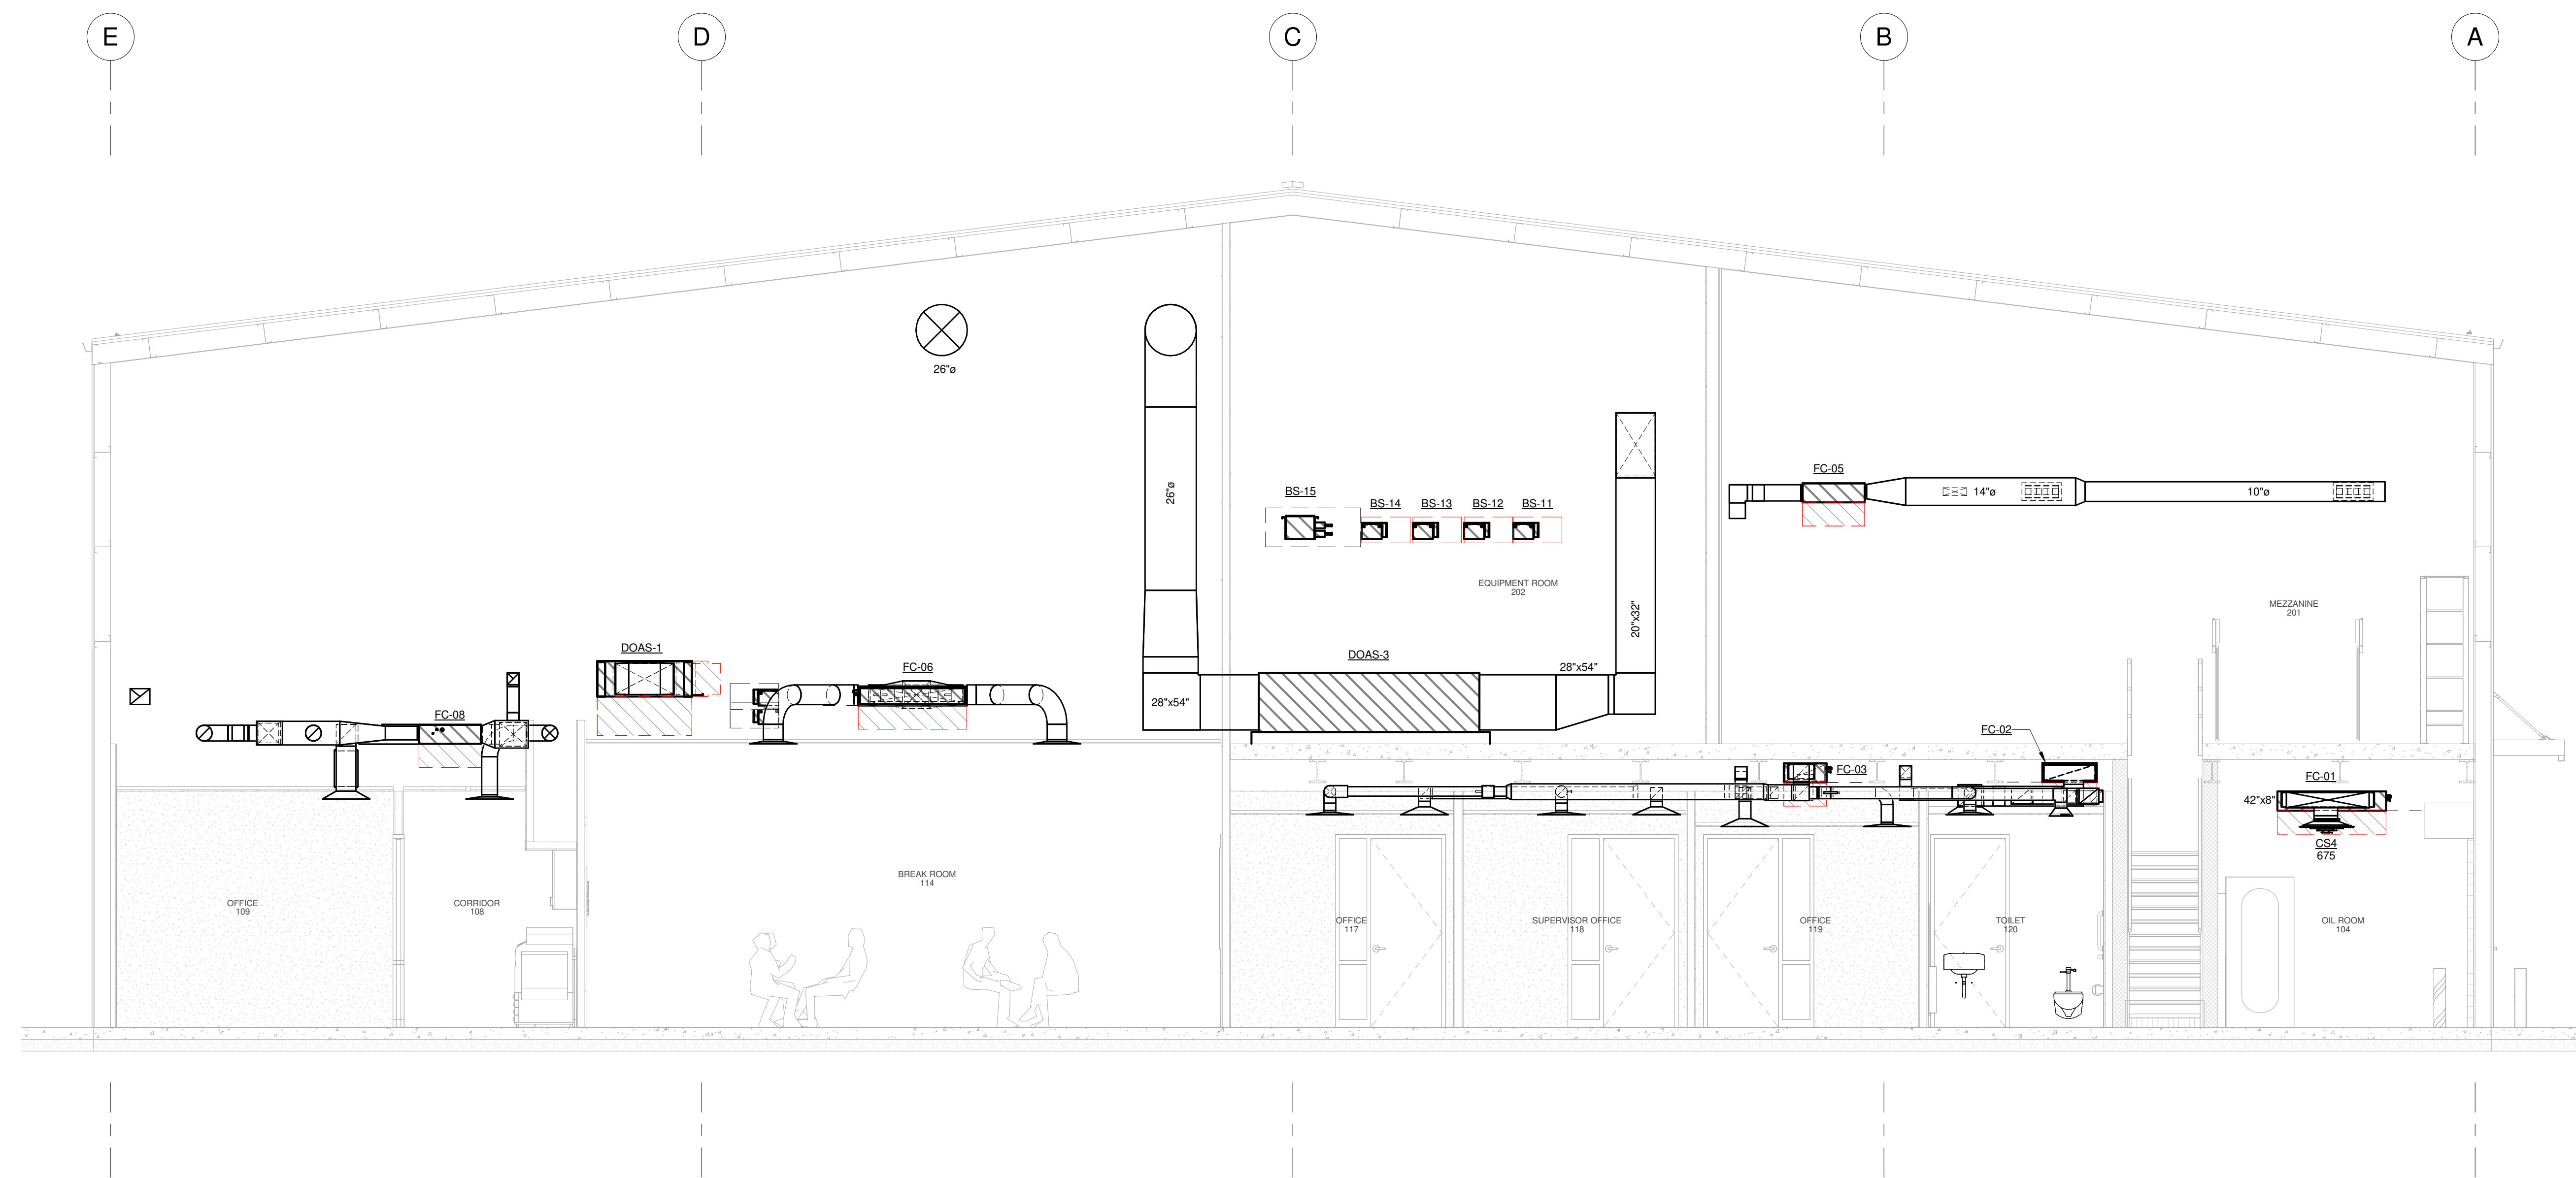 E
D
C
B
A
26"ø
26"ø
BS-15
BS-14
BS-13
BS-12
BS-11
FC-05
14"ø
10"ø
EQUIPMENT ROOM
202
MEZZANINE
201
20"x32"
DOAS-1
FC-06
DOAS-3
28"x54"
28"x54"
FC-08
FC-02
FC-03
FC-01
42"x8"
CS4
675
BREAK ROOM
114
OFFICE
109
CORRIDOR
108
OFFICE
117
SUPERVISOR OFFICE
118
OFFICE
119
TOILET
120
OIL ROOM
104